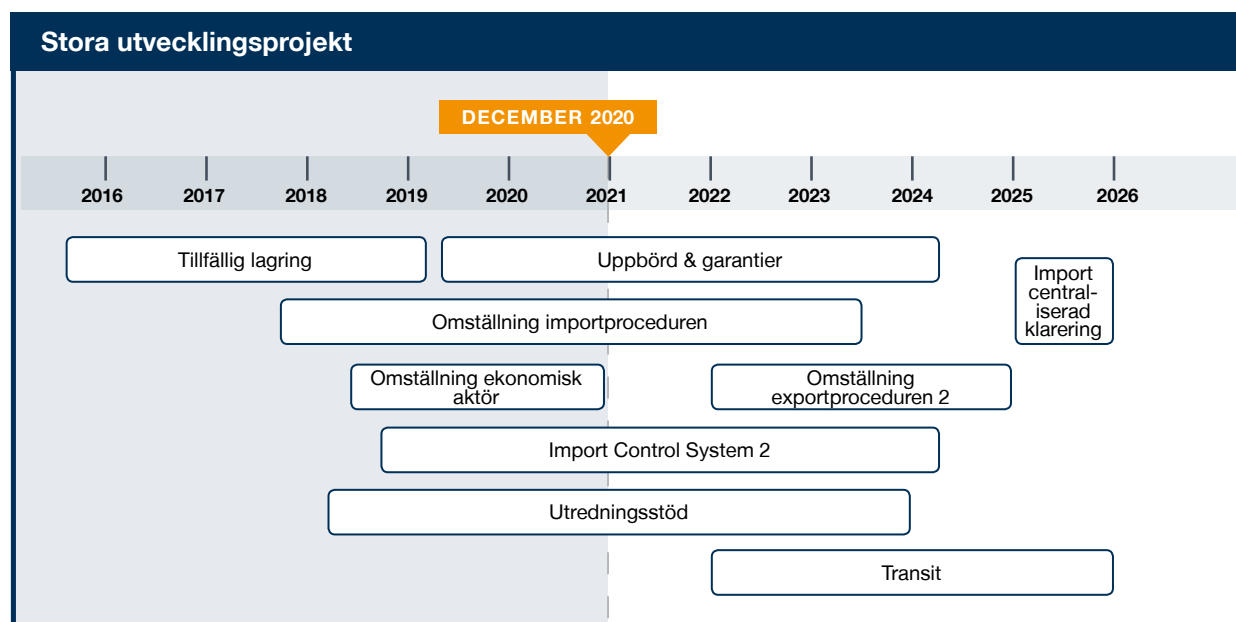 Stora utvecklingsprojekt
DECEMBER 2020
2016 2017 2018 2019 2020 2021 2022 2023 2024 2025 2026
Tillfällig lagring
Uppbörd & garantier
Import
central-
iserad
klarering
Omställning importproceduren
Omställning ekonomisk
aktör
Omställning
exportproceduren 2
Import Control System 2
Utredningsstöd
Transit